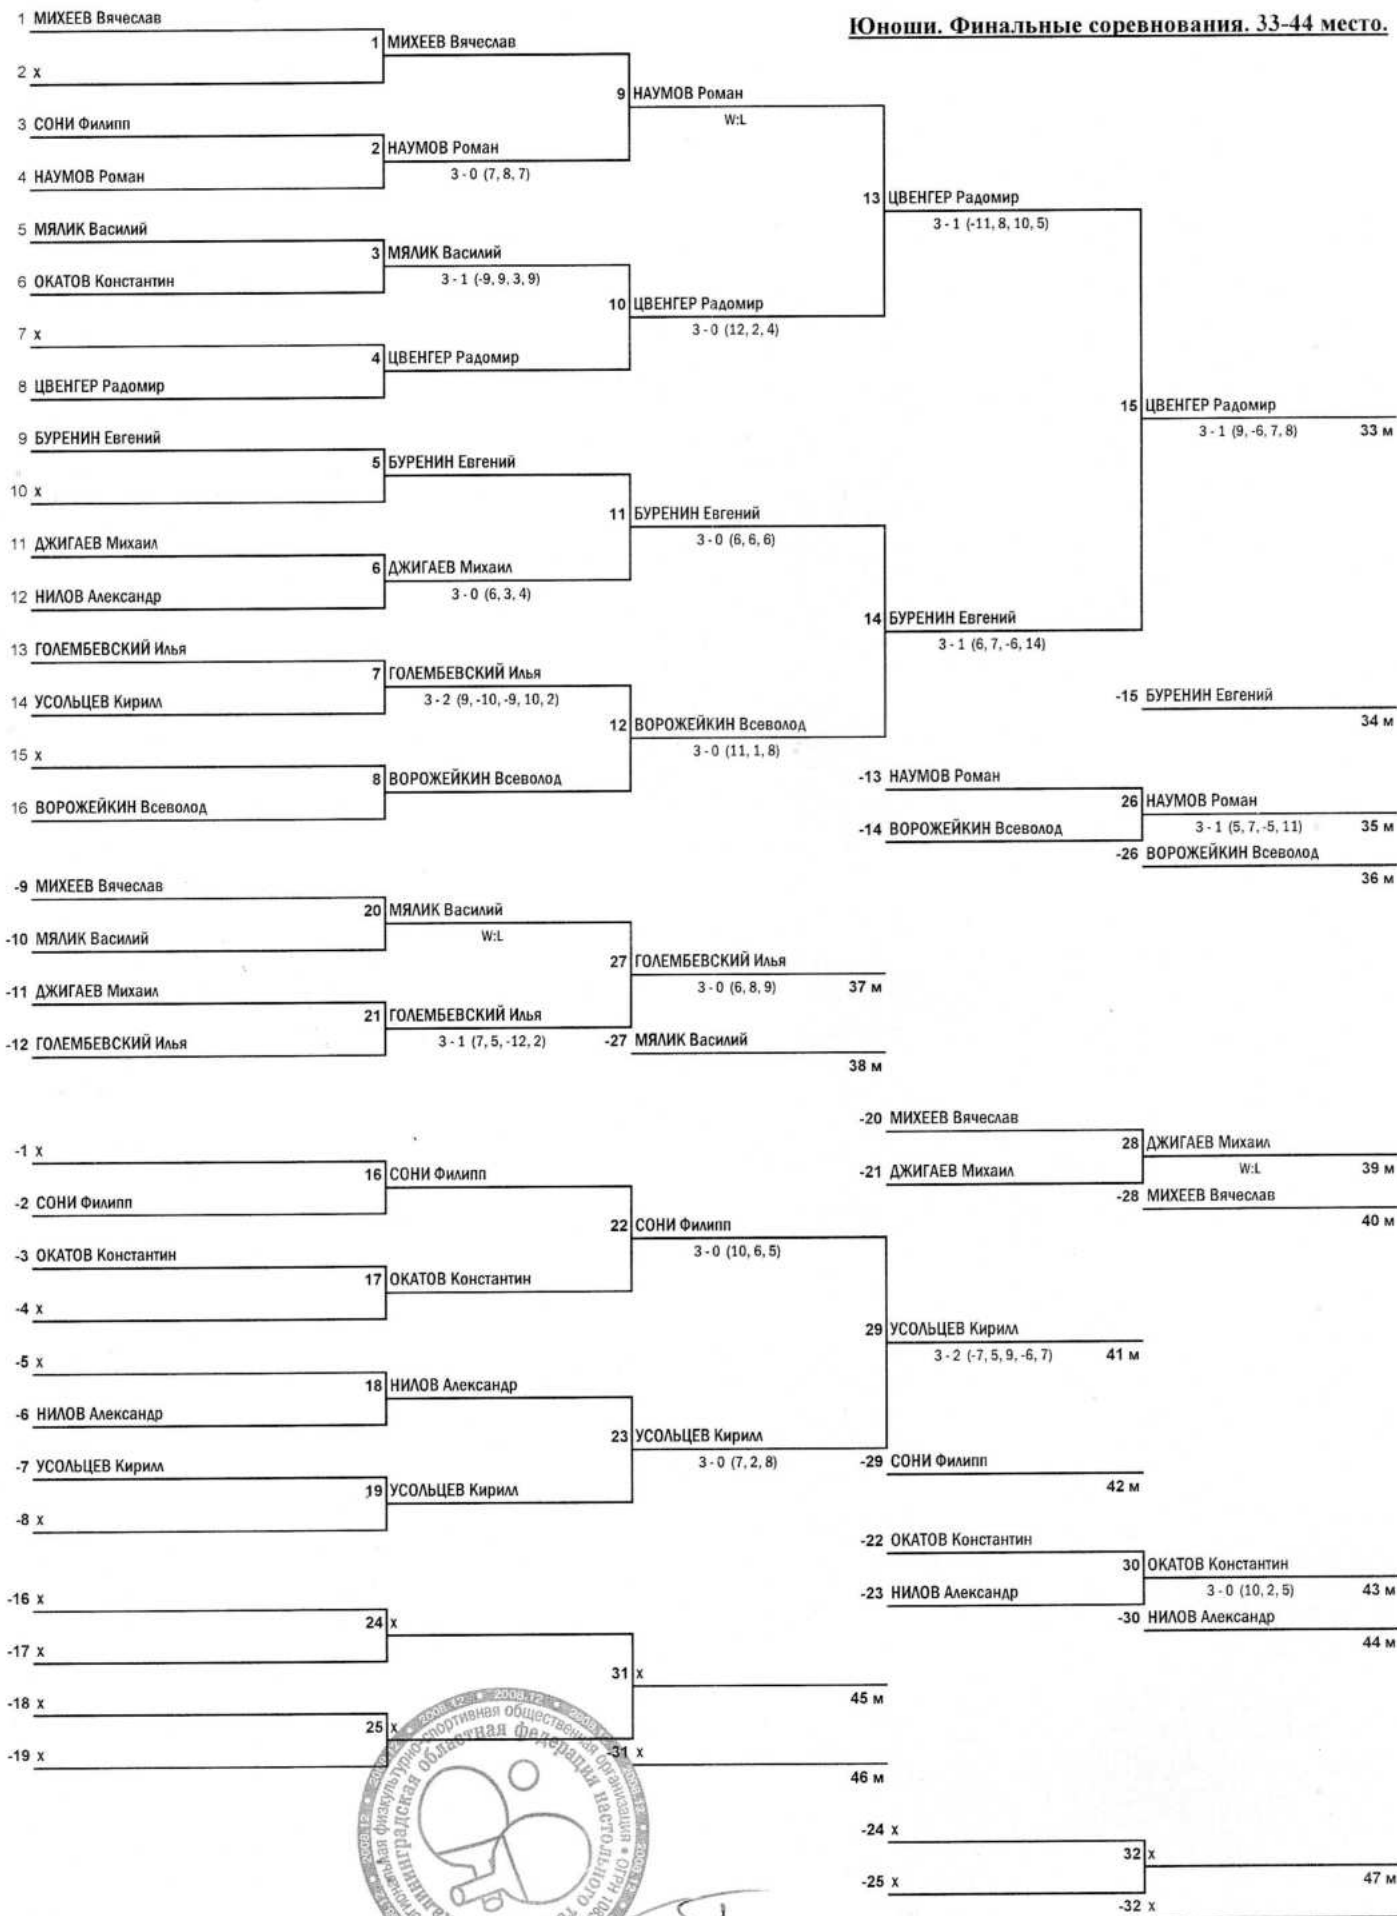 Юноши. Финальные соревнования. 33-44 место.
1 МИХЕЕВ Вячеслав
1 МИХЕЕВ Вячеслав
2 х
9 НАУМОВ Роман
W:L
3 СОНИ Филипп
2 НАУМОВ Роман
3 - 0 (7, 8, 7)
4 НАУМОВ Роман
13 ЦВЕНГЕР Радомир
3 - 1 (-11, 8, 10, 5)
5 МЯЛИК Василий
3 МЯЛИК Василий
3 - 1 (-9, 9, 3, 9)
6 ОКАТОВ Константин
10 ЦВЕНГЕР Радомир
3 - 0 (12, 2, 4)
7 х
4 ЦВЕНГЕР Радомир
8 ЦВЕНГЕР Радомир
15 ЦВЕНГЕР Радомир
3 - 1 (9, -6, 7, 8) 33 м
9 БУРЕНИН Евгений
5 БУРЕНИН Евгений
10 х
11 БУРЕНИН Евгений
3 - 0 (6, 6, 6)
11 ДЖИГАЕВ Михаил
6 ДЖИГАЕВ Михаил
3 - 0 (6, 3, 4)
12 НИЛОВ Александр
14 БУРЕНИН Евгений
3 - 1 (6, 7, -6, 14)
13 ГОЛЕМБЕВСКИЙ Илья
7 ГОЛЕМБЕВСКИЙ Илья
3 - 2 (9, -10, -9, 10, 2)
14 УСОЛЬЦЕВ Кирилл
-15 БУРЕНИН Евгений
34 м
12 ВОРОЖЕЙКИН Всеволод
3 - 0 (11, 1, 8)
15 х
8 ВОРОЖЕЙКИН Всеволод
16 ВОРОЖЕЙКИН Всеволод
-13 НАУМОВ Роман
26 НАУМОВ Роман
3 - 1 (5, 7, -5, 11) 35 м
-14 ВОРОЖЕЙКИН Всеволод
-26 ВОРОЖЕЙКИН Всеволод
36 м
-9 МИХЕЕВ Вячеслав
20 МЯЛИК Василий
W:L
-10 МЯЛИК Василий
27 ГОЛЕМБЕВСКИЙ Илья
3 - 0 (6, 8, 9) 37 м
-11 ДЖИГАЕВ Михаил
21 ГОЛЕМБЕВСКИЙ Илья
3 - 1 (7, 5, -12, 2)
-12 ГОЛЕМБЕВСКИЙ Илья
-27 МЯЛИК Василий
38 м
-20 МИХЕЕВ Вячеслав
28 ДЖИГАЕВ Михаил
W:L 39 м
-21 ДЖИГАЕВ Михаил
-28 МИХЕЕВ Вячеслав
40 м
-1 х
16 СОНИ Филипп
-2 СОНИ Филипп
22 СОНИ Филипп
3 - 0 (10, 6, 5)
-3 ОКАТОВ Константин
17 ОКАТОВ Константин
-4 х
29 УСОЛЬЦЕВ Кирилл
3 - 2 (-7, 5, 9, -6, 7) 41 м
-5 х
18 НИЛОВ Александр
-6 НИЛОВ Александр
23 УСОЛЬЦЕВ Кирилл
3 - 0 (7, 2, 8)
-7 УСОЛЬЦЕВ Кирилл
19 УСОЛЬЦЕВ Кирилл
-8 х
-29 СОНИ Филипп
42 м
-22 ОКАТОВ Константин
30 ОКАТОВ Константин
3 - 0 (10, 2, 5) 43 м
-23 НИЛОВ Александр
-30 НИЛОВ Александр
44 м
-16 х
24 х
-17 х
31 х
45 м
-18 х
25 х
-19 х
-31 х
46 м
-24 х
32 х
47 м
-25 х
-32 х
2008.12 • 2008.12 • 2008.12
физкультурно-спортивная общественная организация • ОГРН
областная федерация настольного